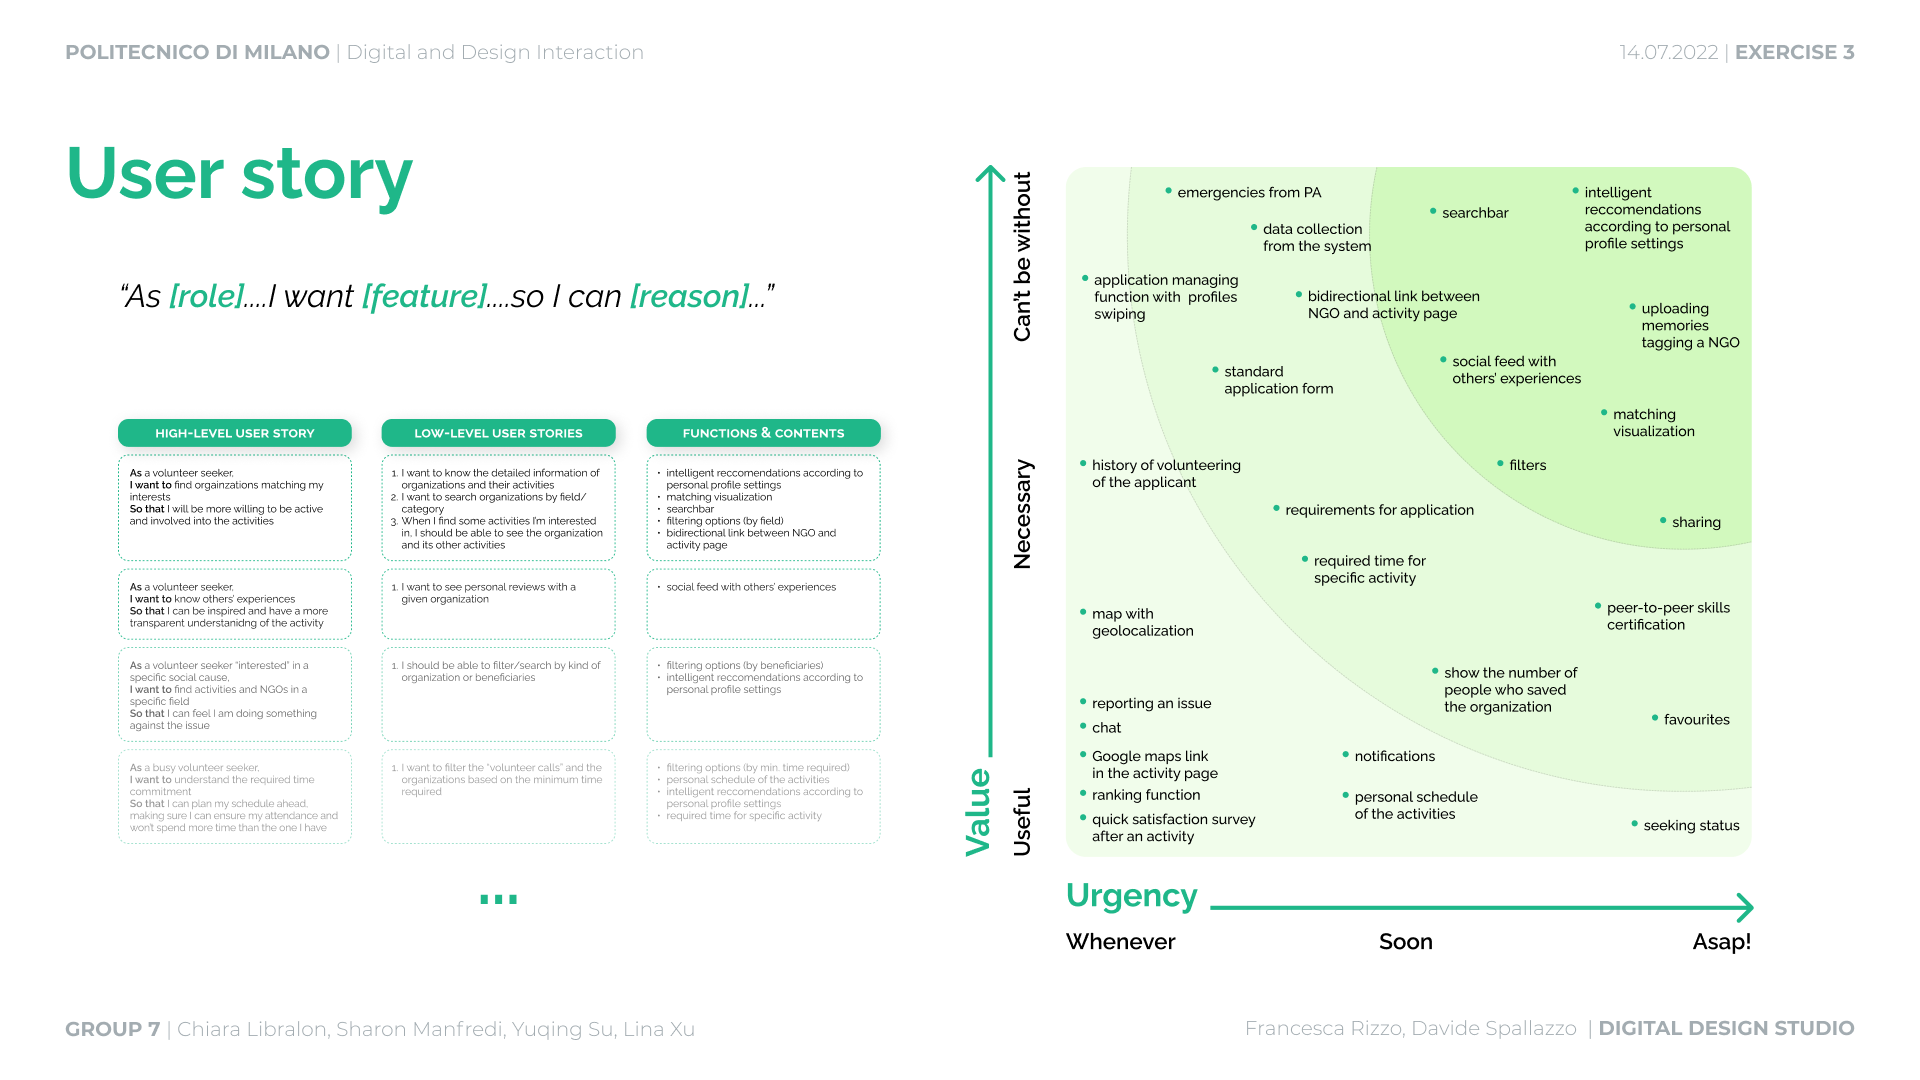 POLITECNICO DI MILANO | Digital and Design Interaction
14.07.2022 | EXERCISE 3
User story
“As [role]....I want [feature]....so I can [reason]...”
HIGH-LEVEL USER STORY
As a volunteer seeker,
I want to find orgainzations matching my
interests
So that I will be more willing to be active
and involved into the activities
LOW-LEVEL USER STORIES
1. I want to know the detailed information of
organizations and their activities
2. I want to search organizations by field/
category
3. When I find some activities I’m interested
in, I should be able to see the organization
and its other activities
FUNCTIONS & CONTENTS
• intelligent reccomendations according to
personal profile settings
• matching visualization
• searchbar
• filtering options (by field)
• bidirectional link between NGO and
activity page
As a volunteer seeker,
I want to know others’ experiences
So that I can be inspired and have a more
transparent understanidng of the activity
1. I want to see personal reviews with a
given organization
• social feed with others’ experiences
As a volunteer seeker “interested” in a
specific social cause,
I want to find activities and NGOs in a
specific field
So that I can feel I am doing something
against the issue
1. I should be able to filter/search by kind of
organization or beneficiaries
• filtering options (by beneficiaries)
• intelligent reccomendations according to
personal profile settings
As a busy volunteer seeker,
I want to understand the required time
commitment
So that I can plan my schedule ahead,
making sure I can ensure my attendance and
won’t spend more time than the one I have
1. I want to filter the “volunteer calls” and the
organizations based on the minimum time
required
• filtering options (by min. time required)
• personal schedule of the activities
• intelligent reccomendations according to
personal profile settings
• required time for specific activity
...
Value
Can’t be without
Necessary
Useful
• emergencies from PA
• data collection
from the system
• searchbar
• intelligent
reccomendations
according to personal
profile settings
• application managing
function with profiles
swiping
• bidirectional link between
NGO and activity page
• uploading
memories
tagging a NGO
• standard
application form
• social feed with
others’ experiences
• matching
visualization
• history of volunteering
of the applicant
• filters
• requirements for application
• sharing
• required time for
specific activity
• map with
geolocalization
• peer-to-peer skills
certification
• show the number of
people who saved
the organization
• reporting an issue
• favourites
• chat
• Google maps link
in the activity page
• notifications
• ranking function
• personal schedule
of the activities
• quick satisfaction survey
after an activity
• seeking status
Urgency
Whenever
Soon
Asap!
GROUP 7 | Chiara Libralon, Sharon Manfredi, Yuqing Su, Lina Xu
Francesca Rizzo, Davide Spallazzo | DIGITAL DESIGN STUDIO